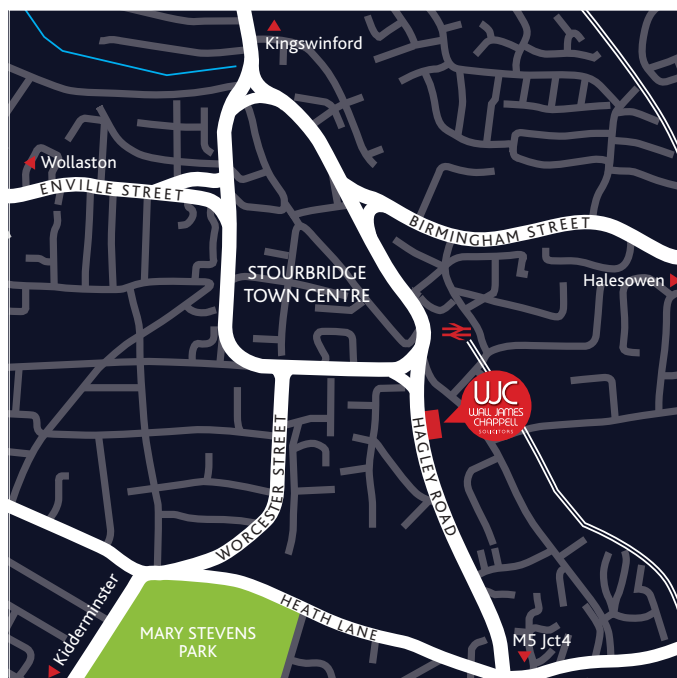 Kingswinford
Wollaston
ENVILLE STREET
BIRMINGHAM STREET
STOURBRIDGE
TOWN CENTRE
Halesowen
WJC
WALL JAMES
CHAPPELL
SOLICITORS
HAGLEY ROAD
WORCESTER STREET
Kidderminster
HEATH LANE
MARY STEVENS
PARK
M5 Jct4